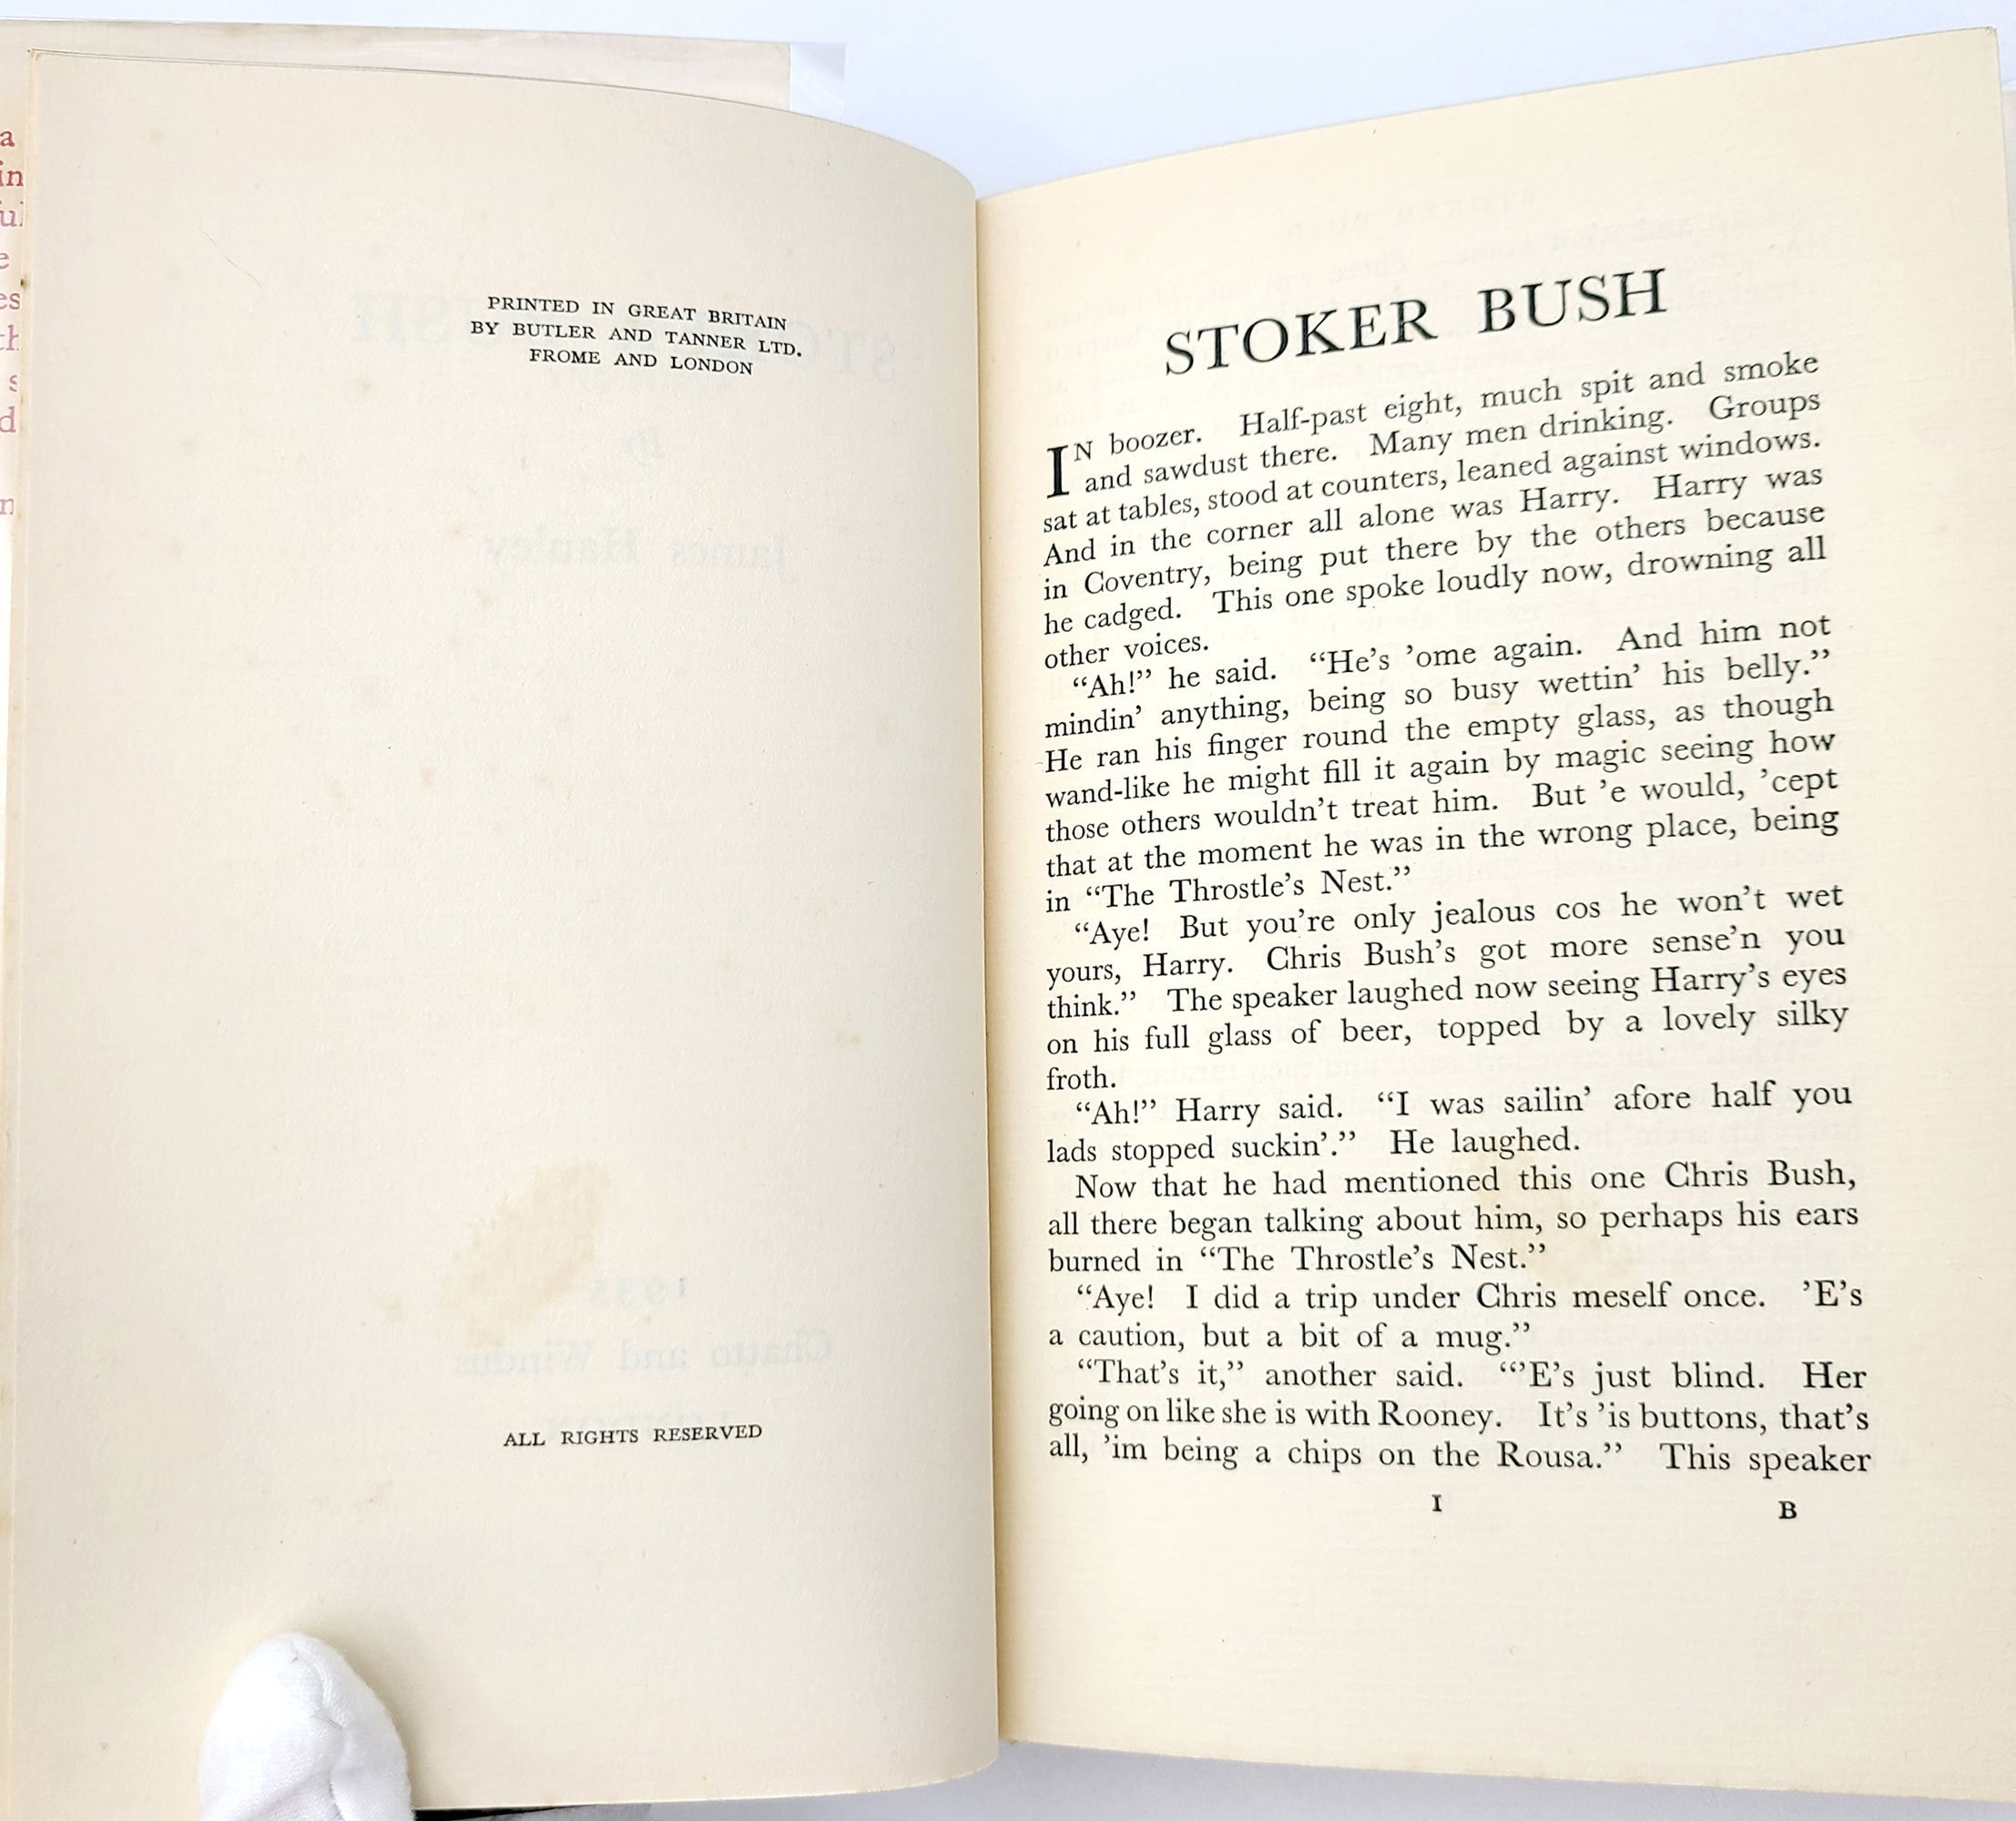 PRINTED IN GREAT BRITAIN
BY BUTLER AND TANNER LTD.
FROME AND LONDON
ALL RIGHTS RESERVED
STOKER BUSH
IN boozer. Half-past eight, much spit and smoke
and sawdust there. Many men drinking. Groups
sat at tables, stood at counters, leaned against windows.
And in the corner all alone was Harry. Harry was
in Coventry, being put there by the others because
he cadged. This one spoke loudly now, drowning all
other voices.
“Ah!” he said. “He’s ’ome again. And him not
mindin’ anything, being so busy wettin’ his belly.”
He ran his finger round the empty glass, as though
wand-like he might fill it again by magic seeing how
those others wouldn’t treat him. But ’e would, ’cept
that at the moment he was in the wrong place, being
in “The Throstle’s Nest.”
“Aye! But you’re only jealous cos he won’t wet
yours, Harry. Chris Bush’s got more sense’n you
think.” The speaker laughed now seeing Harry’s eyes
on his full glass of beer, topped by a lovely silky
froth.
“Ah!” Harry said. “I was sailin’ afore half you
lads stopped suckin’.” He laughed.
Now that he had mentioned this one Chris Bush,
all there began talking about him, so perhaps his ears
burned in “The Throstle’s Nest.”
“Aye! I did a trip under Chris meself once. ’E’s
a caution, but a bit of a mug.”
“That’s it,” another said. “’E’s just blind. Her
going on like she is with Rooney. It’s ’is buttons, that’s
all, ’im being a chips on the Rousa.” This speaker
1 B